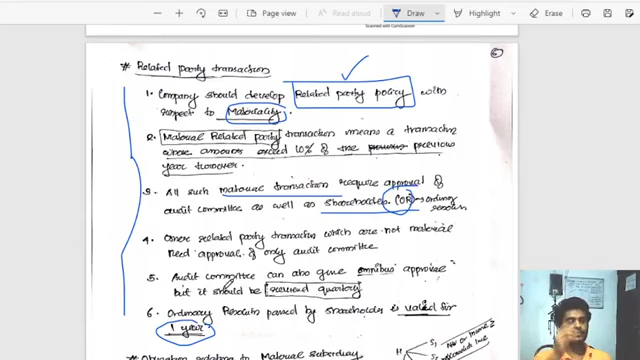 Page view
Read aloud
Draw
Highlight
Erase
Scanned with CamScanner
6
* Related party transaction
1. Company should develop Related party policy with
respect to Materiality.
2. Material Related Party transaction means a transaction
whose amounts exceed 10% of the previous
year turnover
3. All such material transaction require approval of
audit committee as well as shareholders. (OR) → ordinary
4. Other related party transaction which are not material
need approval of only audit committee
5. Audit committee can also give omnibus approval
but it should be reviewed quarterly
6. Ordinary Resolution passed by shareholders is valid for
1 year
* Obligation relating to Material subsidiary
H
S₁
S₂